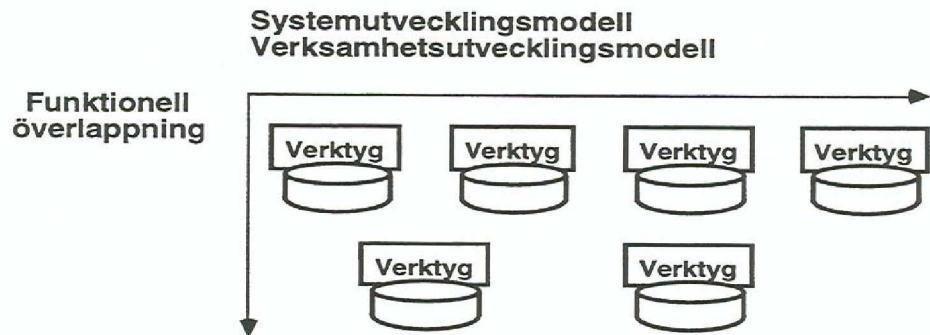 Systemutvecklingsmodell
Verksamhetsutvecklingsmodell
Funktionell
överlappning
Verktyg Verktyg Verktyg Verktyg
Verktyg Verktyg